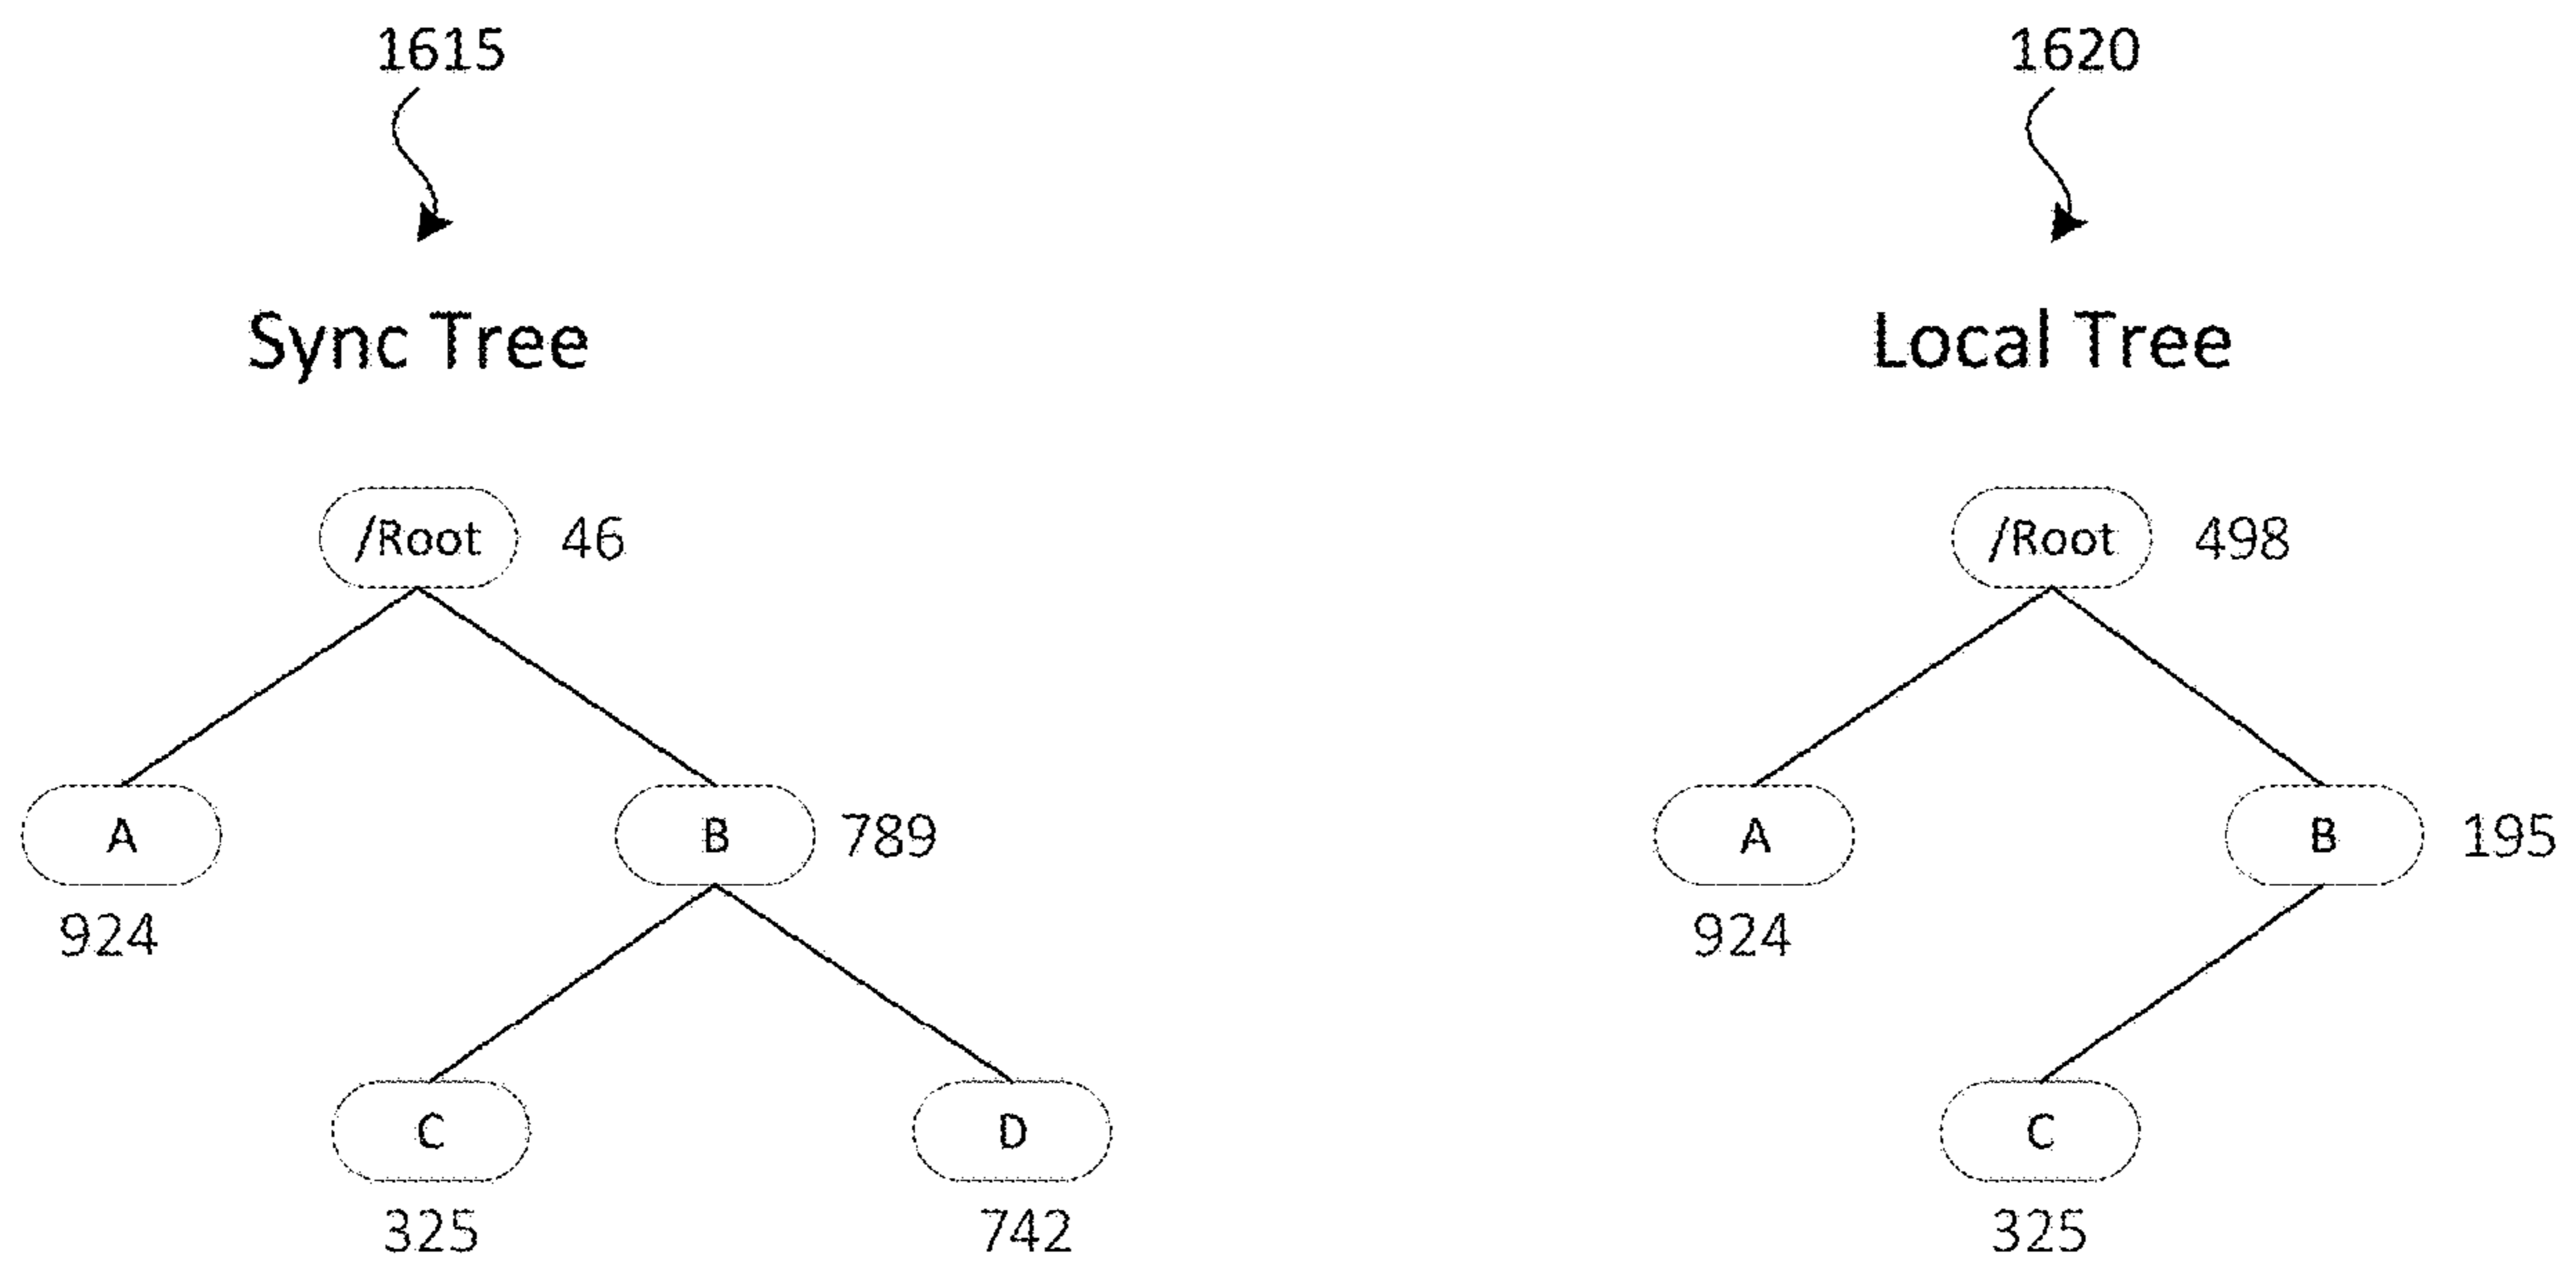 1615
1620
Sync Tree
Local Tree
/Root 46
/Root 498
A
B 789
A
B 195
924
924
C
D
C
325
742
325